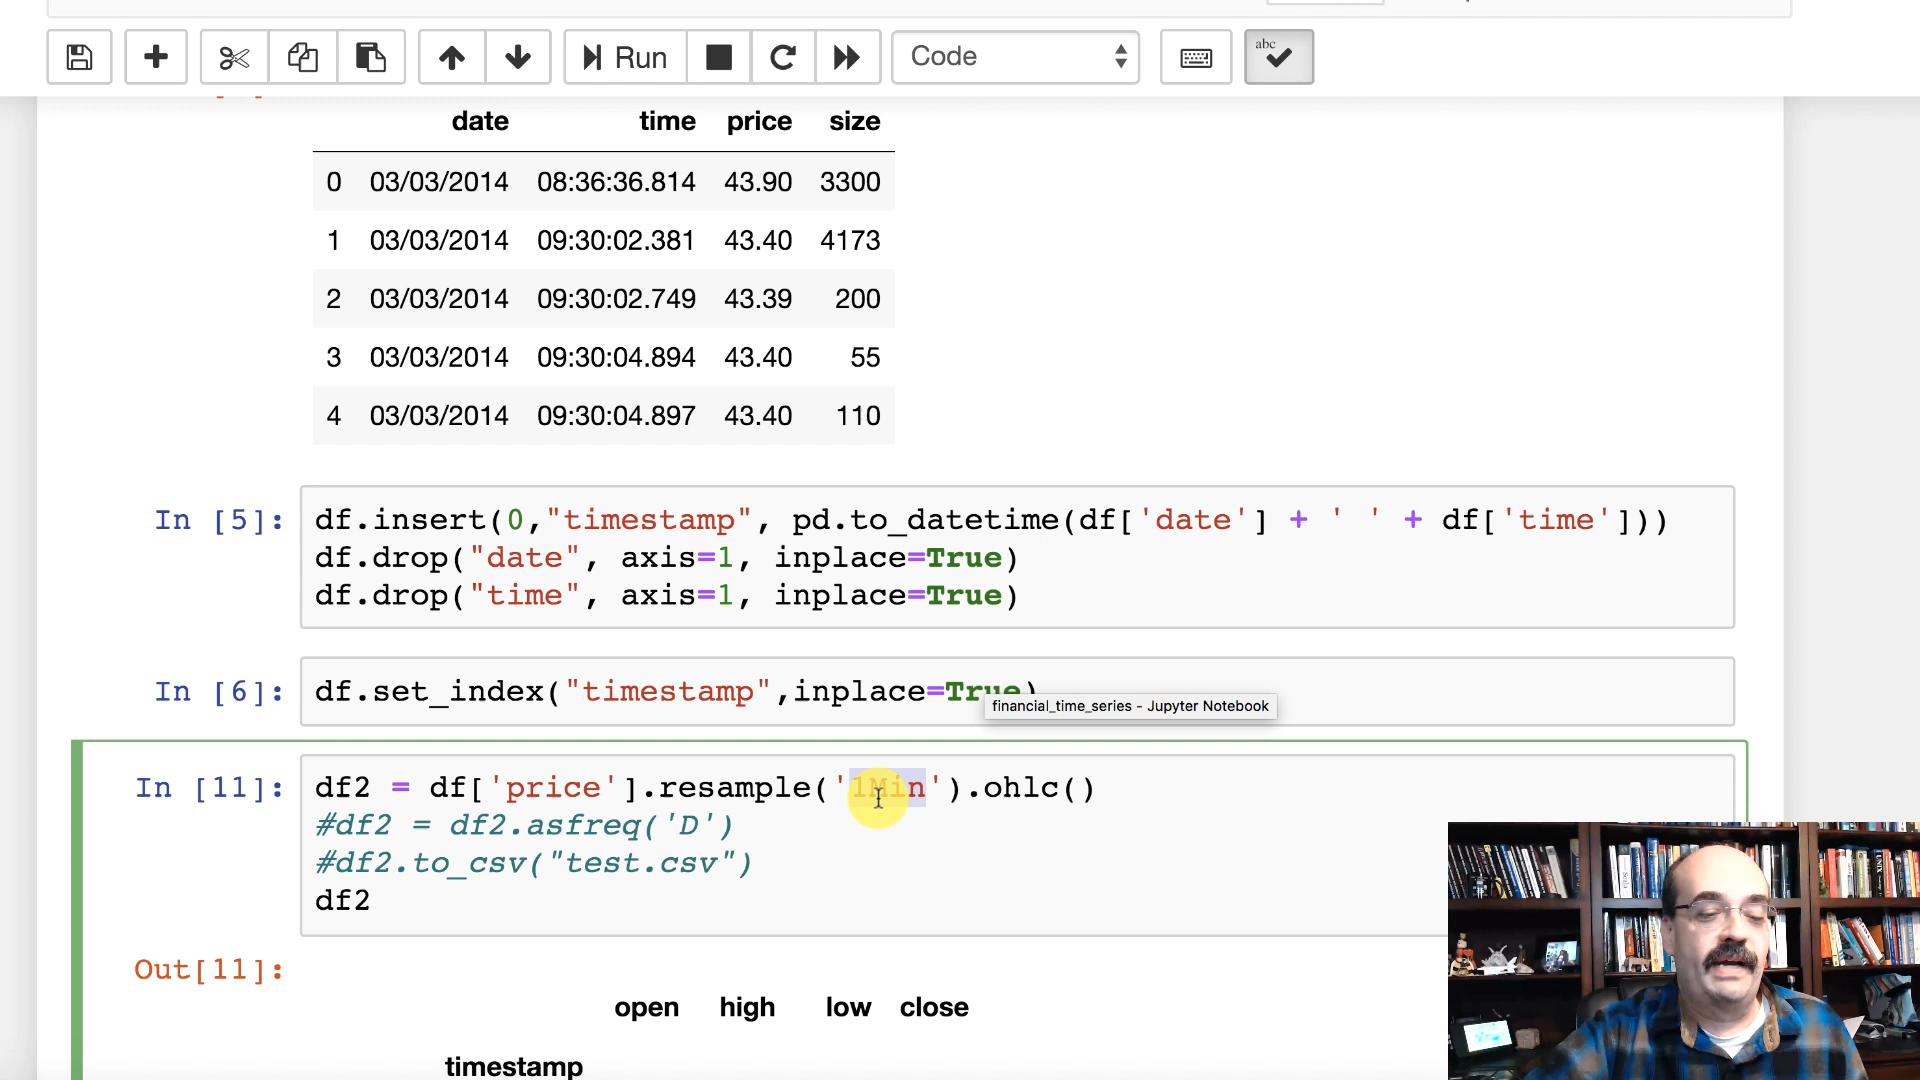 Run
Code
abc
date time price size
0 03/03/2014 08:36:36.814 43.90 3300
1 03/03/2014 09:30:02.381 43.40 4173
2 03/03/2014 09:30:02.749 43.39 200
3 03/03/2014 09:30:04.894 43.40 55
4 03/03/2014 09:30:04.897 43.40 110
In [5]: df.insert(0,"timestamp", pd.to_datetime(df['date'] + ' ' + df['time']))
df.drop("date", axis=1, inplace=True)
df.drop("time", axis=1, inplace=True)
In [6]: df.set_index("timestamp",inplace=True)
financial_time_series - Jupyter Notebook
In [11]: df2 = df['price'].resample('1Min').ohlc()
#df2 = df2.asfreq('D')
#df2.to_csv("test.csv")
df2
Out[11]:
open high low close
timestamp